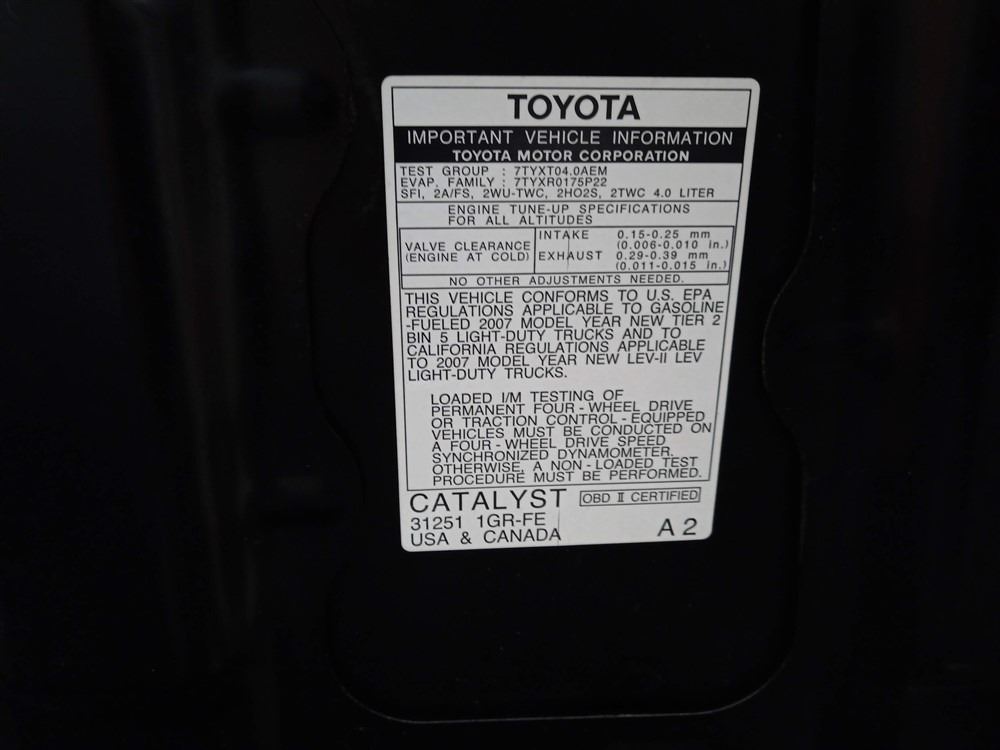 TOYOTA
IMPORTANT VEHICLE INFORMATION
TOYOTA MOTOR CORPORATION
TEST GROUP : 7TYXT04.0AEM
EVAP. FAMILY : 7TYXR0175P22
SFI, 2A/FS, 2WU-TWC, 2HO2S, 2TWC 4.0 LITER
ENGINE TUNE-UP SPECIFICATIONS
FOR ALL ALTITUDES
VALVE CLEARANCE
(ENGINE AT COLD)
INTAKE 0.15-0.25 mm
(0.006-0.010 in.)
EXHAUST 0.29-0.39 mm
(0.011-0.015 in.)
NO OTHER ADJUSTMENTS NEEDED.
THIS VEHICLE CONFORMS TO U.S. EPA
REGULATIONS APPLICABLE TO GASOLINE
-FUELED 2007 MODEL YEAR NEW TIER 2
BIN 5 LIGHT-DUTY TRUCKS AND TO
CALIFORNIA REGULATIONS APPLICABLE
TO 2007 MODEL YEAR NEW LEV-II LEV
LIGHT-DUTY TRUCKS.
LOADED I/M TESTING OF
PERMANENT FOUR-WHEEL DRIVE
OR TRACTION CONTROL-EQUIPPED
VEHICLES MUST BE CONDUCTED ON
A FOUR-WHEEL DRIVE SPEED
SYNCHRONIZED DYNAMOMETER.
OTHERWISE, A NON-LOADED TEST
PROCEDURE MUST BE PERFORMED.
CATALYST OBD II CERTIFIED
31251 1GR-FE
USA & CANADA A2